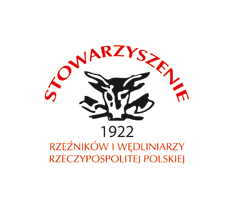 STOWARZYSZENIE
1922
RZEŹNIKÓW I WĘDLINIARZY
RZECZYPOSPOLITEJ POLSKIEJ